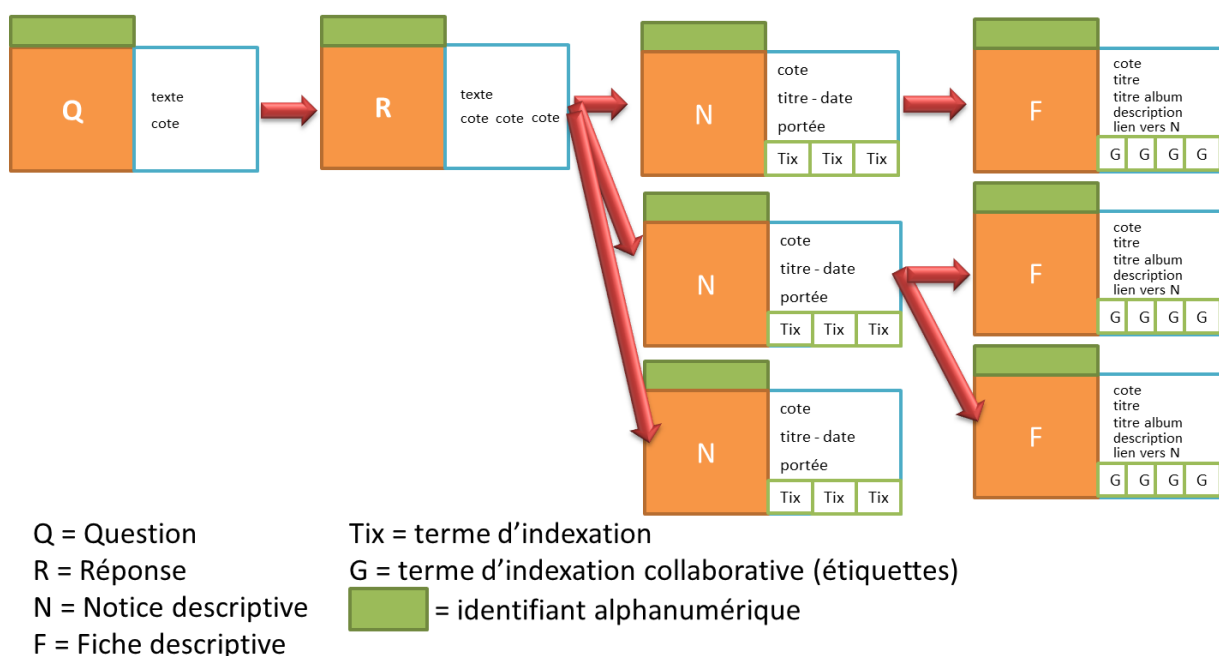 Q
texte
cote
R
texte
cote cote cote
N
cote
titre - date
portée
Tix Tix Tix
F
cote
titre
titre album
description
lien vers N
G G G G
N
cote
titre - date
portée
Tix Tix Tix
F
cote
titre
titre album
description
lien vers N
G G G G
N
cote
titre - date
portée
Tix Tix Tix
F
cote
titre
titre album
description
lien vers N
G G G G
Q = Question
R = Réponse
N = Notice descriptive
F = Fiche descriptive
Tix = terme d’indexation
G = terme d’indexation collaborative (étiquettes)
= identifiant alphanumérique